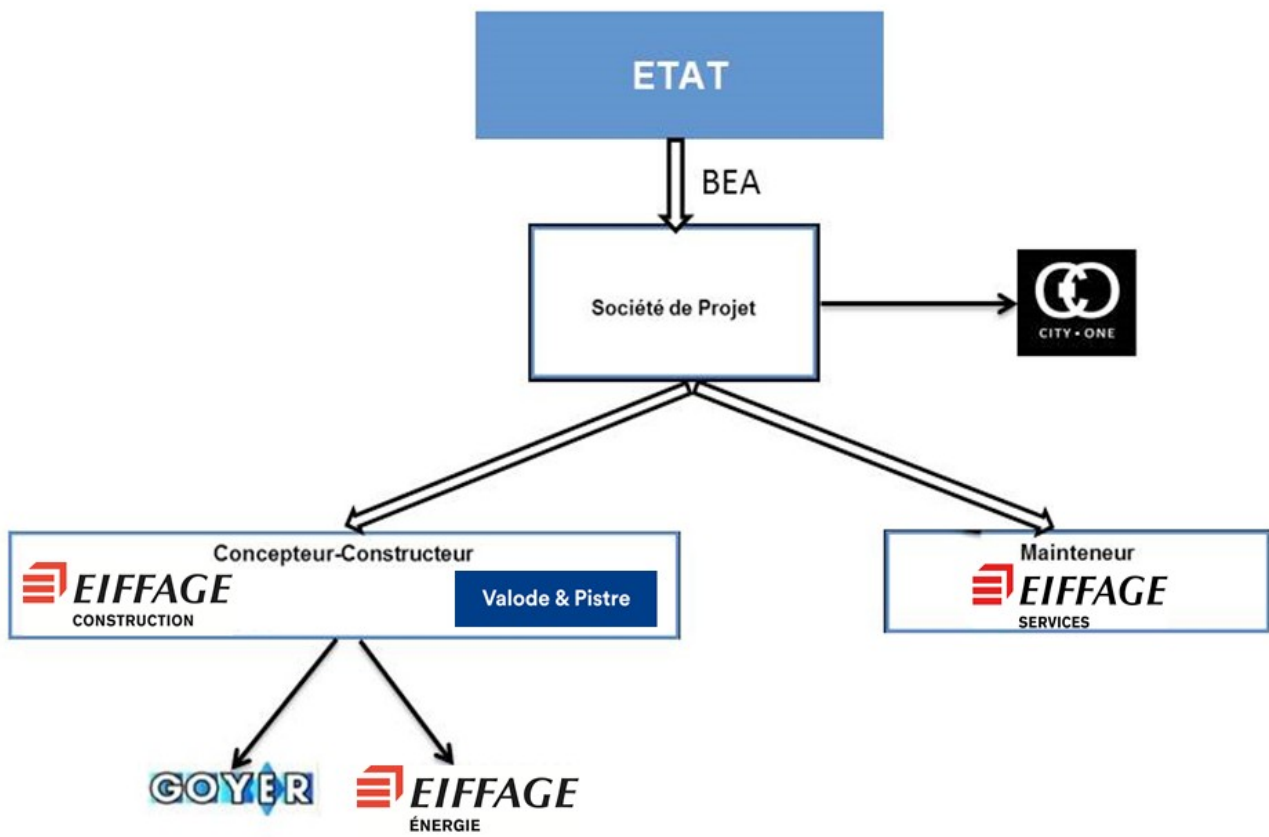 ETAT
BEA
Société de Projet
CITY • ONE
Concepteur-Constructeur
EIFFAGE
CONSTRUCTION
Valode & Pistre
Mainteneur
EIFFAGE
SERVICES
GOYER
EIFFAGE
ÉNERGIE